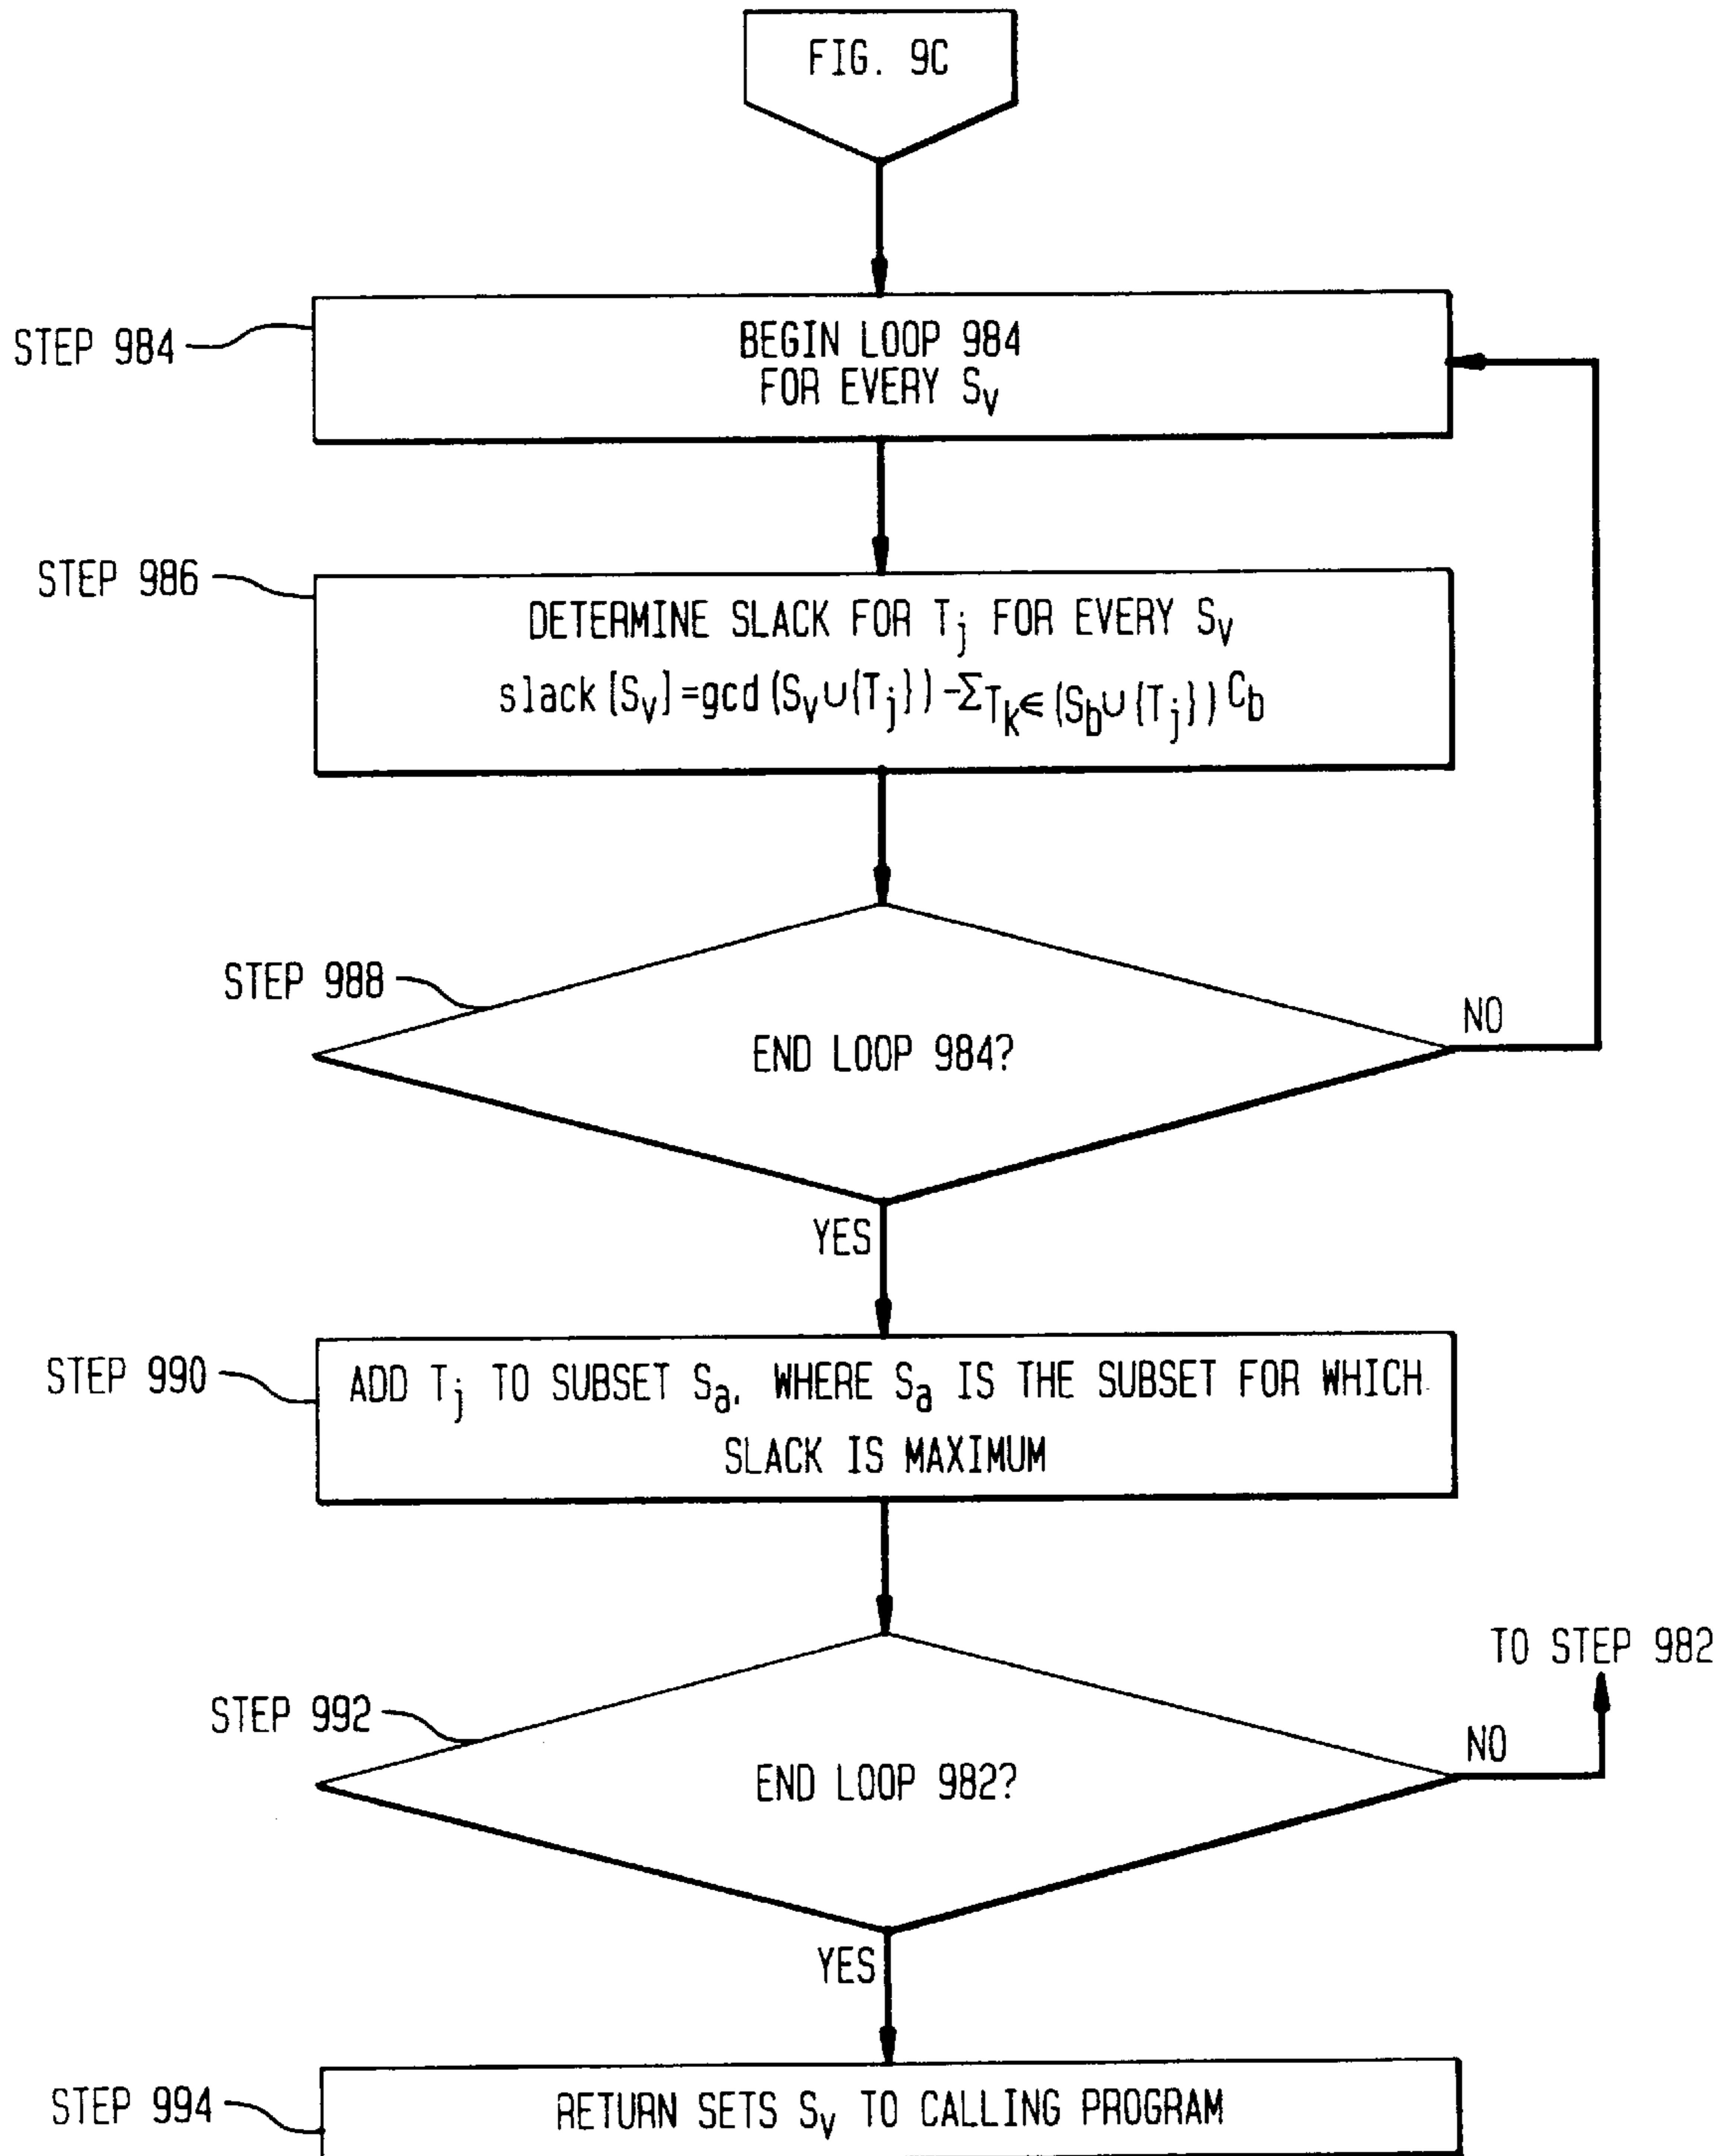 FIG. 9C
STEP 984
BEGIN LOOP 984
FOR EVERY Sv
STEP 986
DETERMINE SLACK FOR Tj FOR EVERY Sv
slack[Sv]=gcd(Sv∪{Tj})-ΣTk∈(Sb∪{Tj})Cb
STEP 988
END LOOP 984?
NO
YES
STEP 990
ADD Tj TO SUBSET Sa, WHERE Sa IS THE SUBSET FOR WHICH
SLACK IS MAXIMUM
TO STEP 982
STEP 992
NO
END LOOP 982?
YES
STEP 994
RETURN SETS Sv TO CALLING PROGRAM